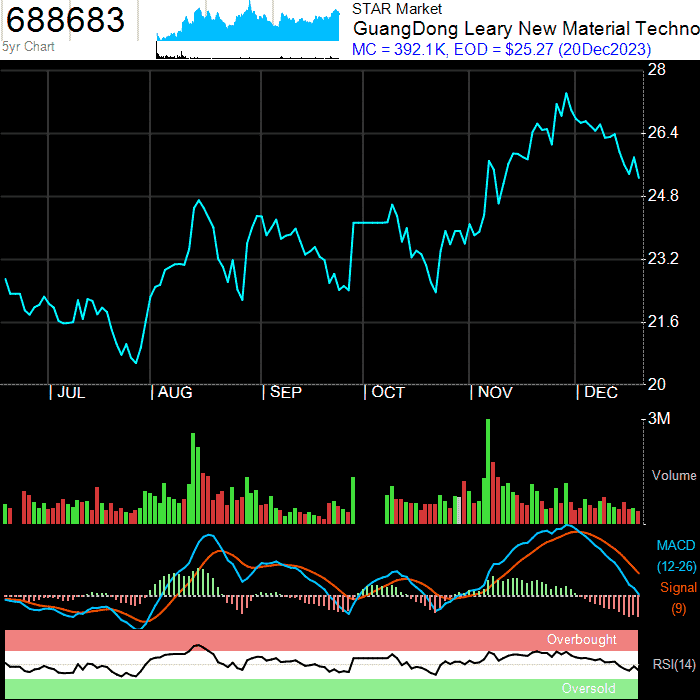 688683
5yr Chart
STAR Market
GuangDong Leary New Material Techno
MC = 392.1K, EOD = $25.27 (20Dec2023)
28
26.4
24.8
23.2
21.6
20
| JUL | AUG | SEP | OCT | NOV | DEC
3M
Volume
MACD
(12-26)
Signal
(9)
Overbought
RSI(14)
Oversold